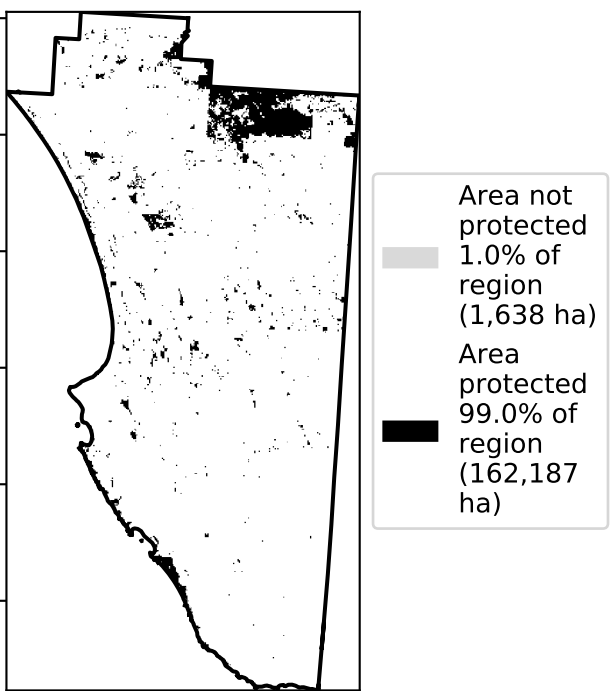 Area not
protected
1.0% of
region
(1,638 ha)
Area
protected
99.0% of
region
(162,187
ha)